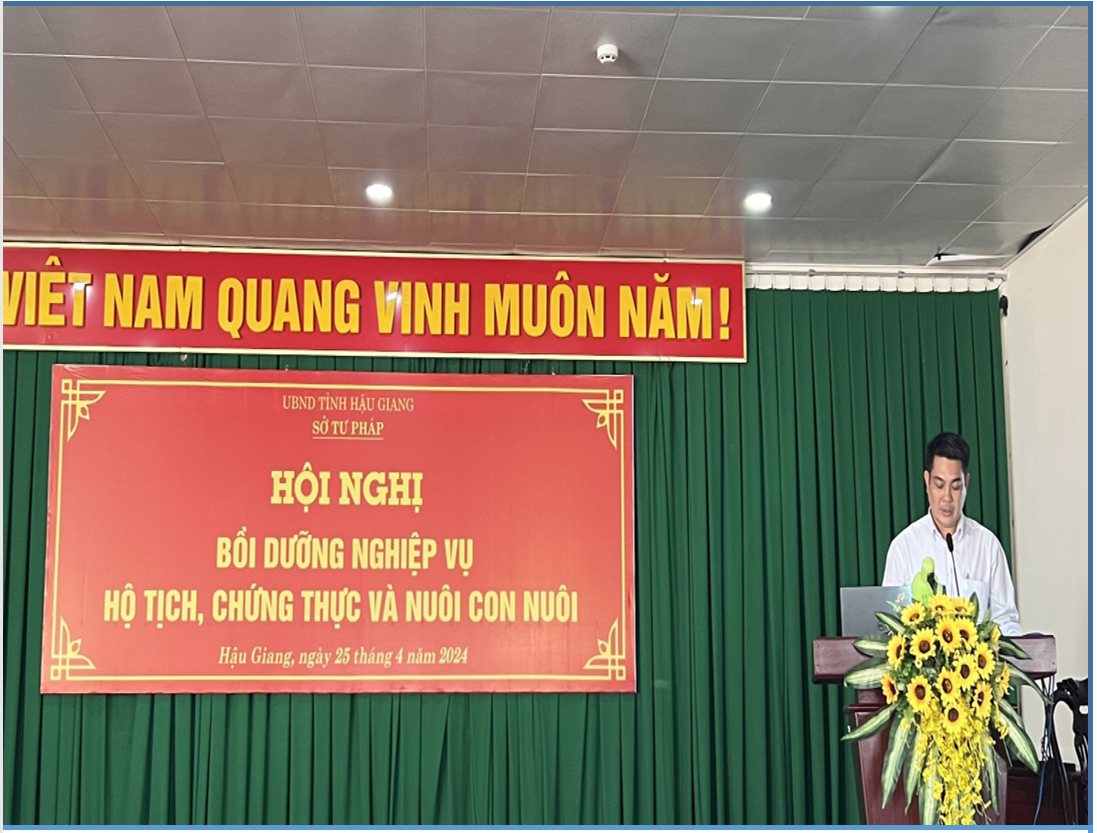 VIỆT NAM QUANG VINH MUÔN NĂM!
UBND TỈNH HẬU GIANG
SỞ TƯ PHÁP
HỘI NGHỊ
BỒI DƯỠNG NGHIỆP VỤ
HỘ TỊCH, CHỨNG THỰC VÀ NUÔI CON NUÔI
Hậu Giang, ngày 25 tháng 4 năm 2024